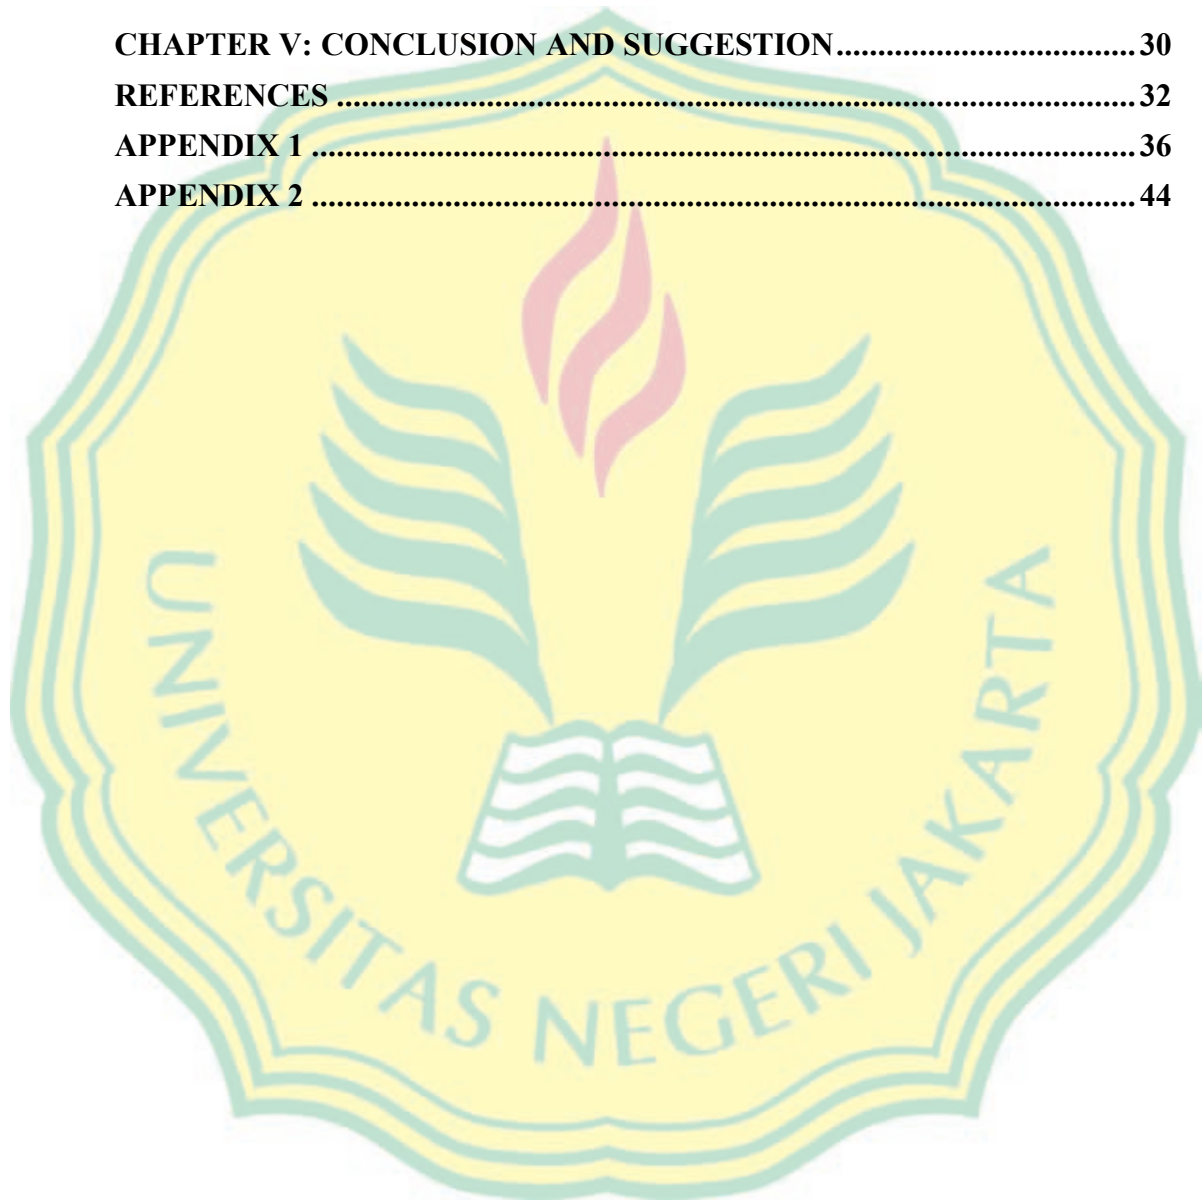 CHAPTER V: CONCLUSION AND SUGGESTION.................................... 30
REFERENCES ................................................................................................. 32
APPENDIX 1 .................................................................................................... 36
APPENDIX 2 .................................................................................................... 44
UNIVERSITAS NEGERI JAKARTA